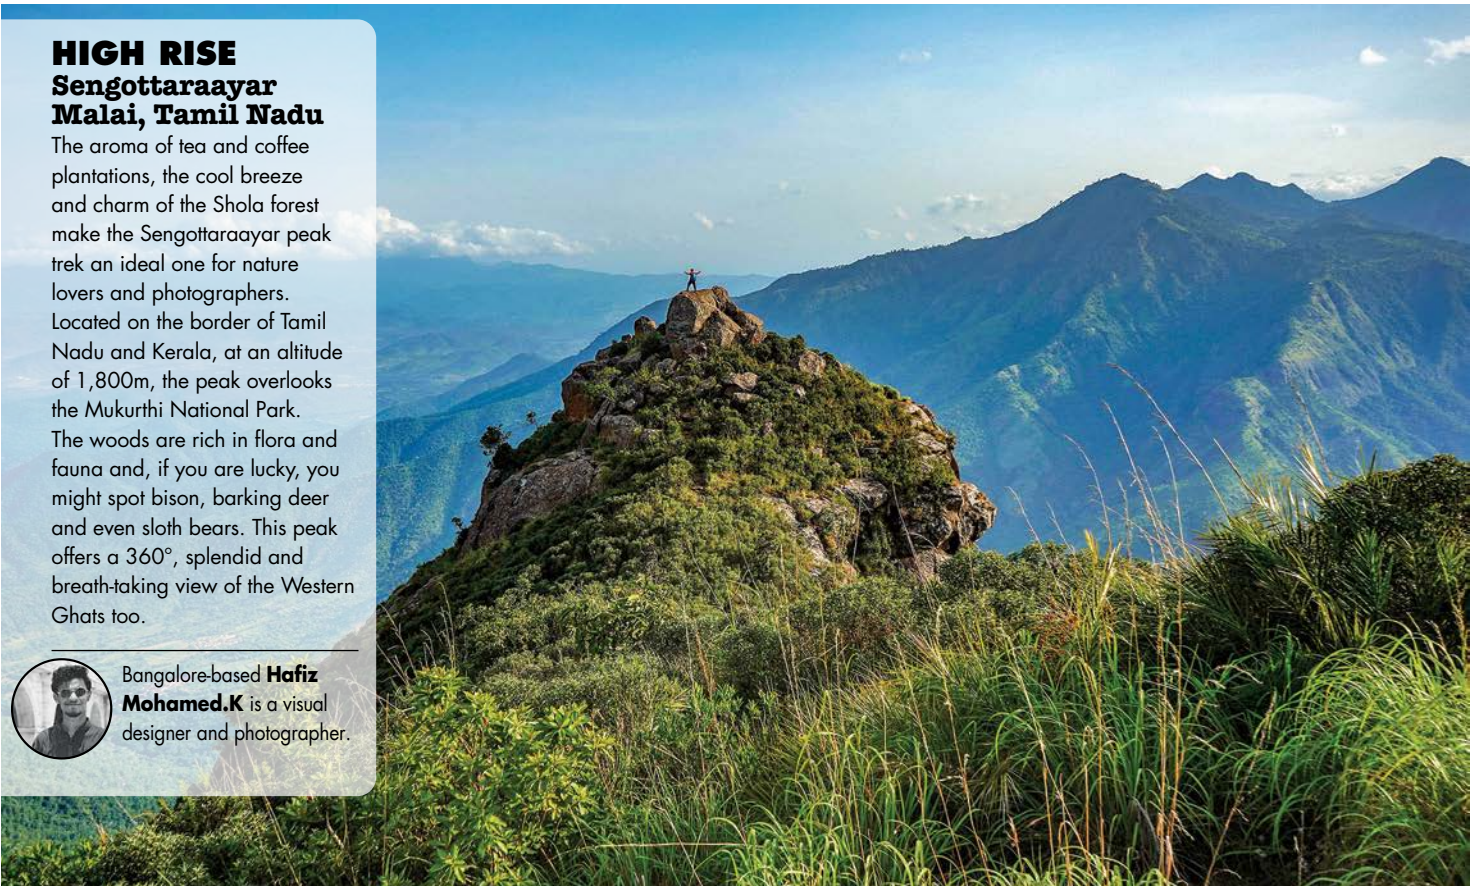 HIGH RISE
Sengottaraayar
Malai, Tamil Nadu
The aroma of tea and coffee
plantations, the cool breeze
and charm of the Shola forest
make the Sengottaraayar peak
trek an ideal one for nature
lovers and photographers.
Located on the border of Tamil
Nadu and Kerala, at an altitude
of 1,800m, the peak overlooks
the Mukurthi National Park.
The woods are rich in flora and
fauna and, if you are lucky, you
might spot bison, barking deer
and even sloth bears. This peak
offers a 360°, splendid and
breath-taking view of the Western
Ghats too.
Bangalore-based Hafiz
Mohamed.K is a visual
designer and photographer.